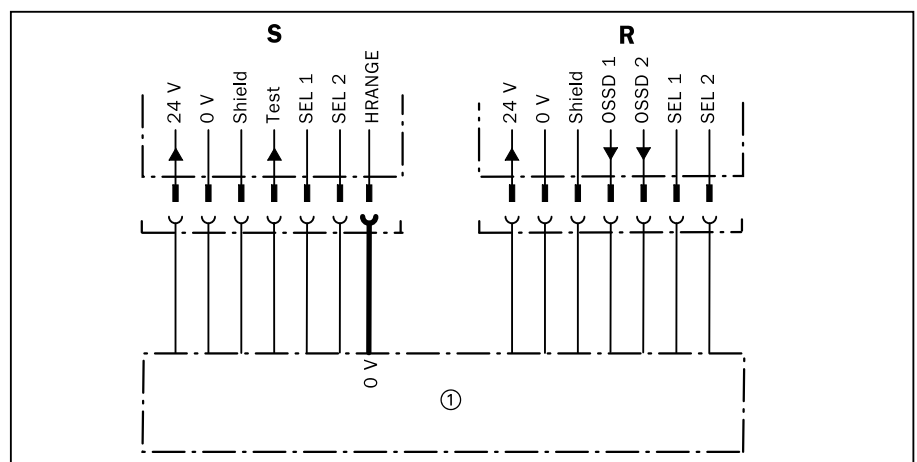 S
R
24 V
0 V
Shield
Test
SEL 1
SEL 2
HRANGE
24 V
0 V
Shield
OSSD 1
OSSD 2
SEL 1
SEL 2
0 V
①